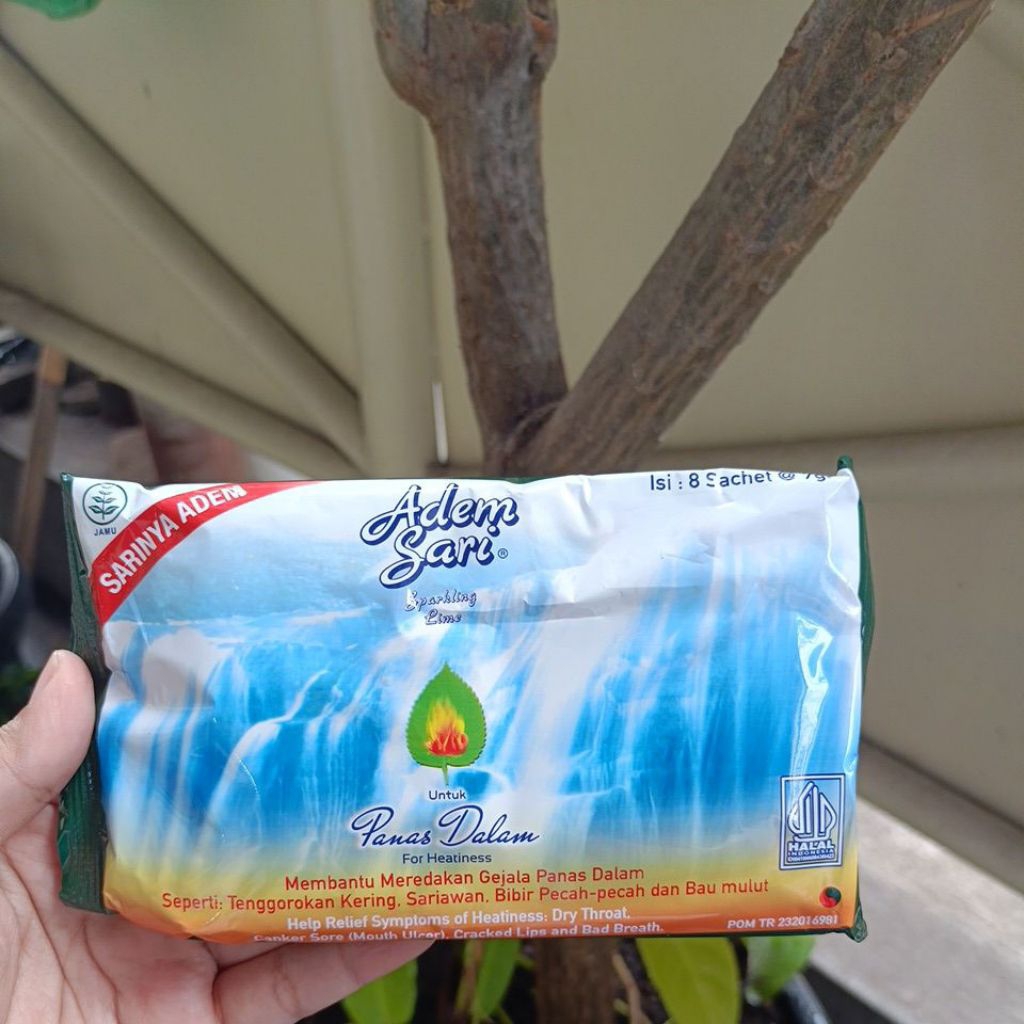 JAMU
SARINYA ADEM
Adem
Sari®
Isi : 8 Sachet @ 7g
Sparkling
Lime
Untuk
Panas Dalam
For Heatiness
Membantu Meredakan Gejala Panas Dalam
Seperti: Tenggorokan Kering, Sariawan, Bibir Pecah-pecah dan Bau mulut
Help Relief Symptoms of Heatiness: Dry Throat,
Canker Sore (Mouth Ulcer), Cracked Lips and Bad Breath.
HALAL
INDONESIA
POM TR 232016981